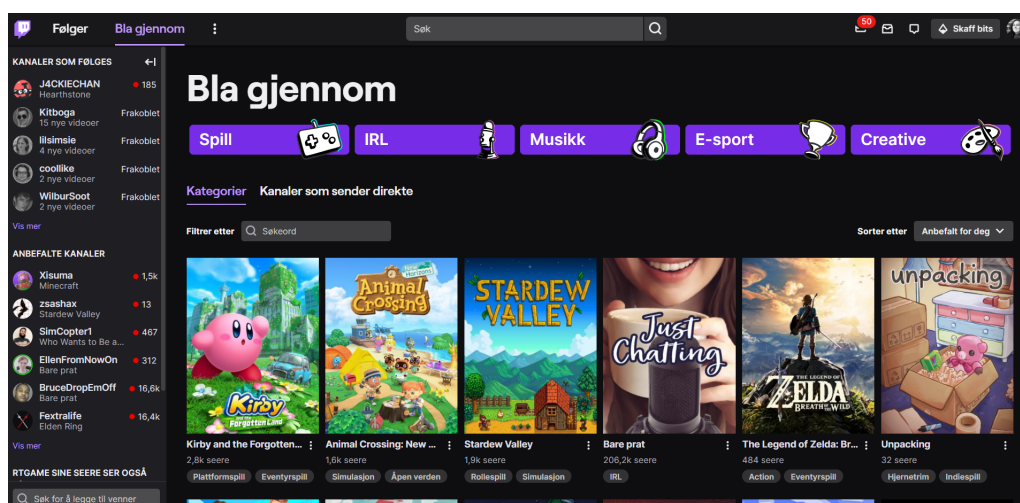 Følger
Bla gjennom
Søk
50
Skaff bits
KANALER SOM FØLGES
J4CKIECHAN
185
Hearthstone
Kitboga
Frakoblet
15 nye videoer
lilsimsie
Frakoblet
4 nye videoer
coollike
Frakoblet
2 nye videoer
WilburSoot
Frakoblet
2 nye videoer
Vis mer
ANBEFALTE KANALER
Xisuma
1,5k
Minecraft
zsashax
13
Stardew Valley
SimCopter1
467
Who Wants to Be a...
EllenFromNowOn
312
Bare prat
BruceDropEmOff
16,6k
Bare prat
Fextralife
16,4k
Elden Ring
Vis mer
RTGAME SINE SEERE SER OGSÅ
Søk for å legge til venner
Bla gjennom
Spill
IRL
Musikk
E-sport
Creative
Kategorier
Kanaler som sender direkte
Filtrer etter
Søkeord
Sorter etter
Anbefalt for deg
Kirby
and the
Forgotten Land
Kirby and the Forgotten...
2,8k seere
Plattformspill
Eventyrspill
New Horizons
Animal
Crossing
Animal Crossing: New ...
1,6k seere
Simulasjon
Åpen verden
STARDEW
VALLEY
Stardew Valley
1,9k seere
Rollespill
Simulasjon
Just
Chatting
Bare prat
206,2k seere
IRL
THE LEGEND OF
ZELDA
BREATH OF THE WILD
The Legend of Zelda: Br...
484 seere
Action
Eventyrspill
unpacking
Unpacking
32 seere
Hjernetrim
Indiespill